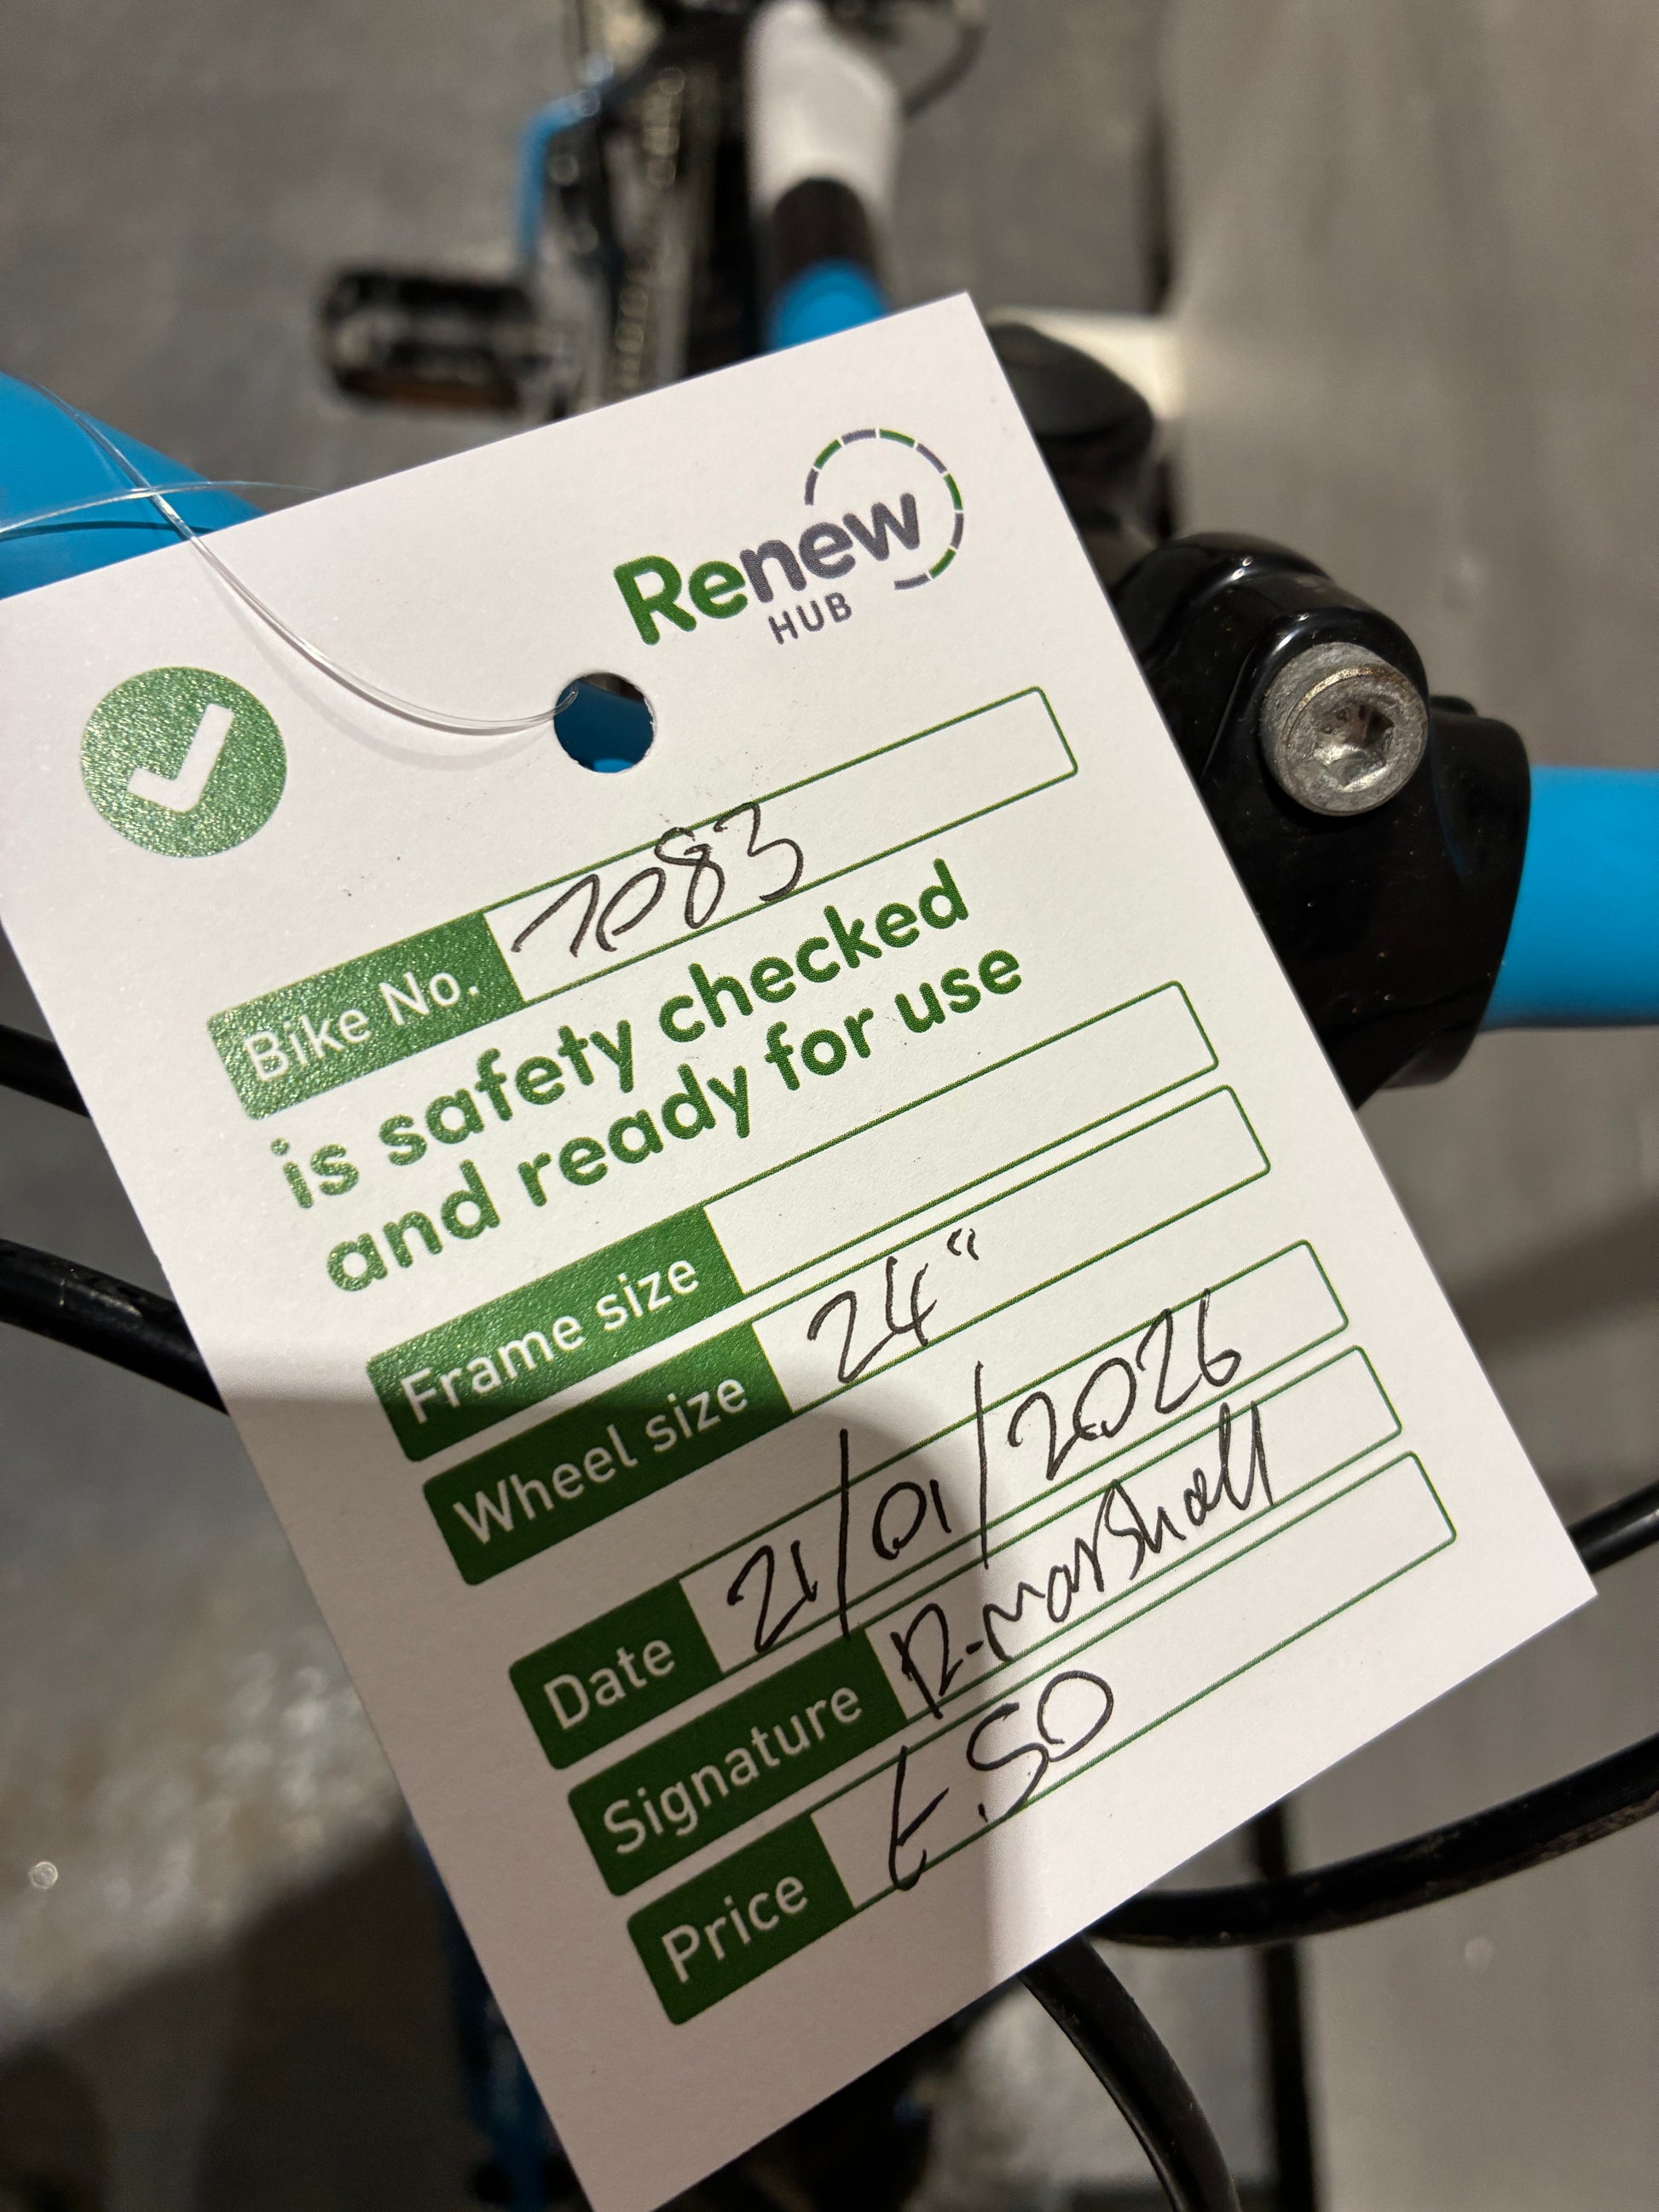 Renew
HUB
Bike No. 7083
is safety checked
and ready for use
Frame size
Wheel size 24"
Date 21/01/2026
Signature R. Marshall
Price £50